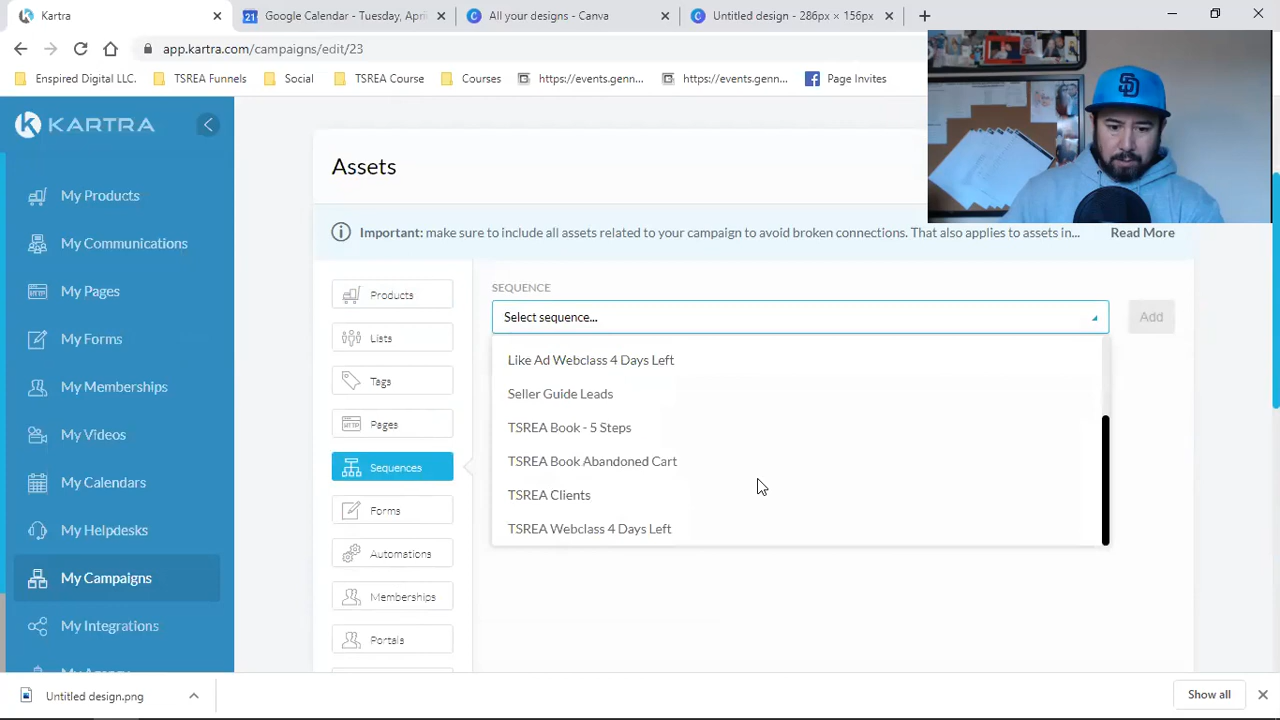 Kartra
Google Calendar - Tuesday, April
All your designs - Canva
Untitled design - 286px × 156px
app.kartra.com/campaigns/edit/23
Enspired Digital LLC.
TSREA Funnels
Social
TSREA Course
Courses
https://events.genn...
https://events.genn...
Page Invites
KARTRA
My Products
My Communications
My Pages
My Forms
My Memberships
My Videos
My Calendars
My Helpdesks
My Campaigns
My Integrations
Assets
Important: make sure to include all assets related to your campaign to avoid broken connections. That also applies to assets in...
Read More
Products
Lists
Tags
Pages
Sequences
Forms
Automations
Memberships
Portals
SEQUENCE
Select sequence...
Add
Like Ad Webclass 4 Days Left
Seller Guide Leads
TSREA Book - 5 Steps
TSREA Book Abandoned Cart
TSREA Clients
TSREA Webclass 4 Days Left
SD
Untitled design.png
Show all